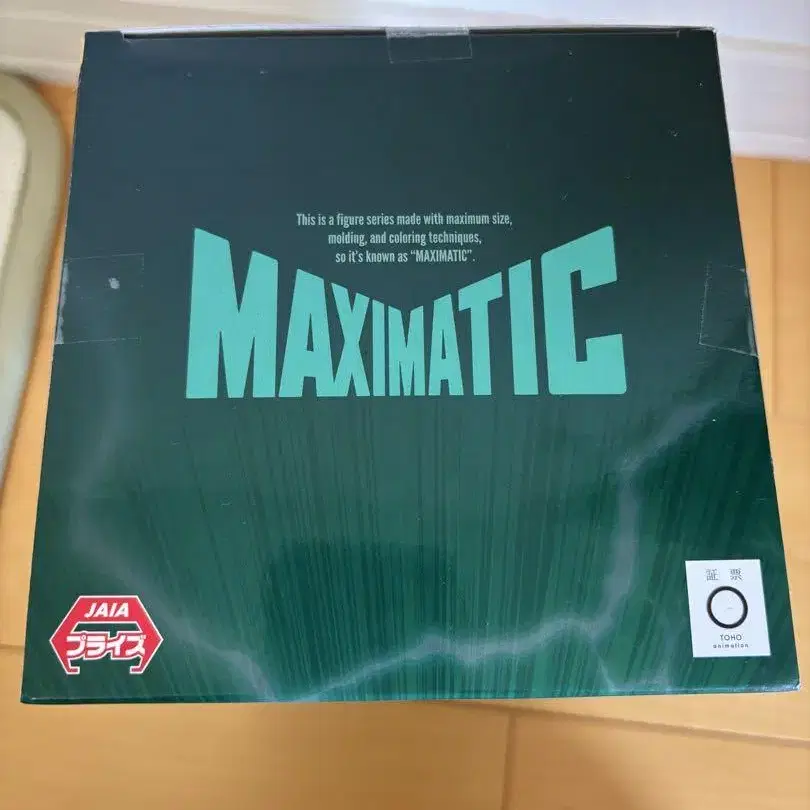 This is a figure series made with maximum size,
molding, and coloring techniques,
so it's known as "MAXIMATIC".
MAXIMATIC
JAIA
プライズ
証 票
TOHO
animation